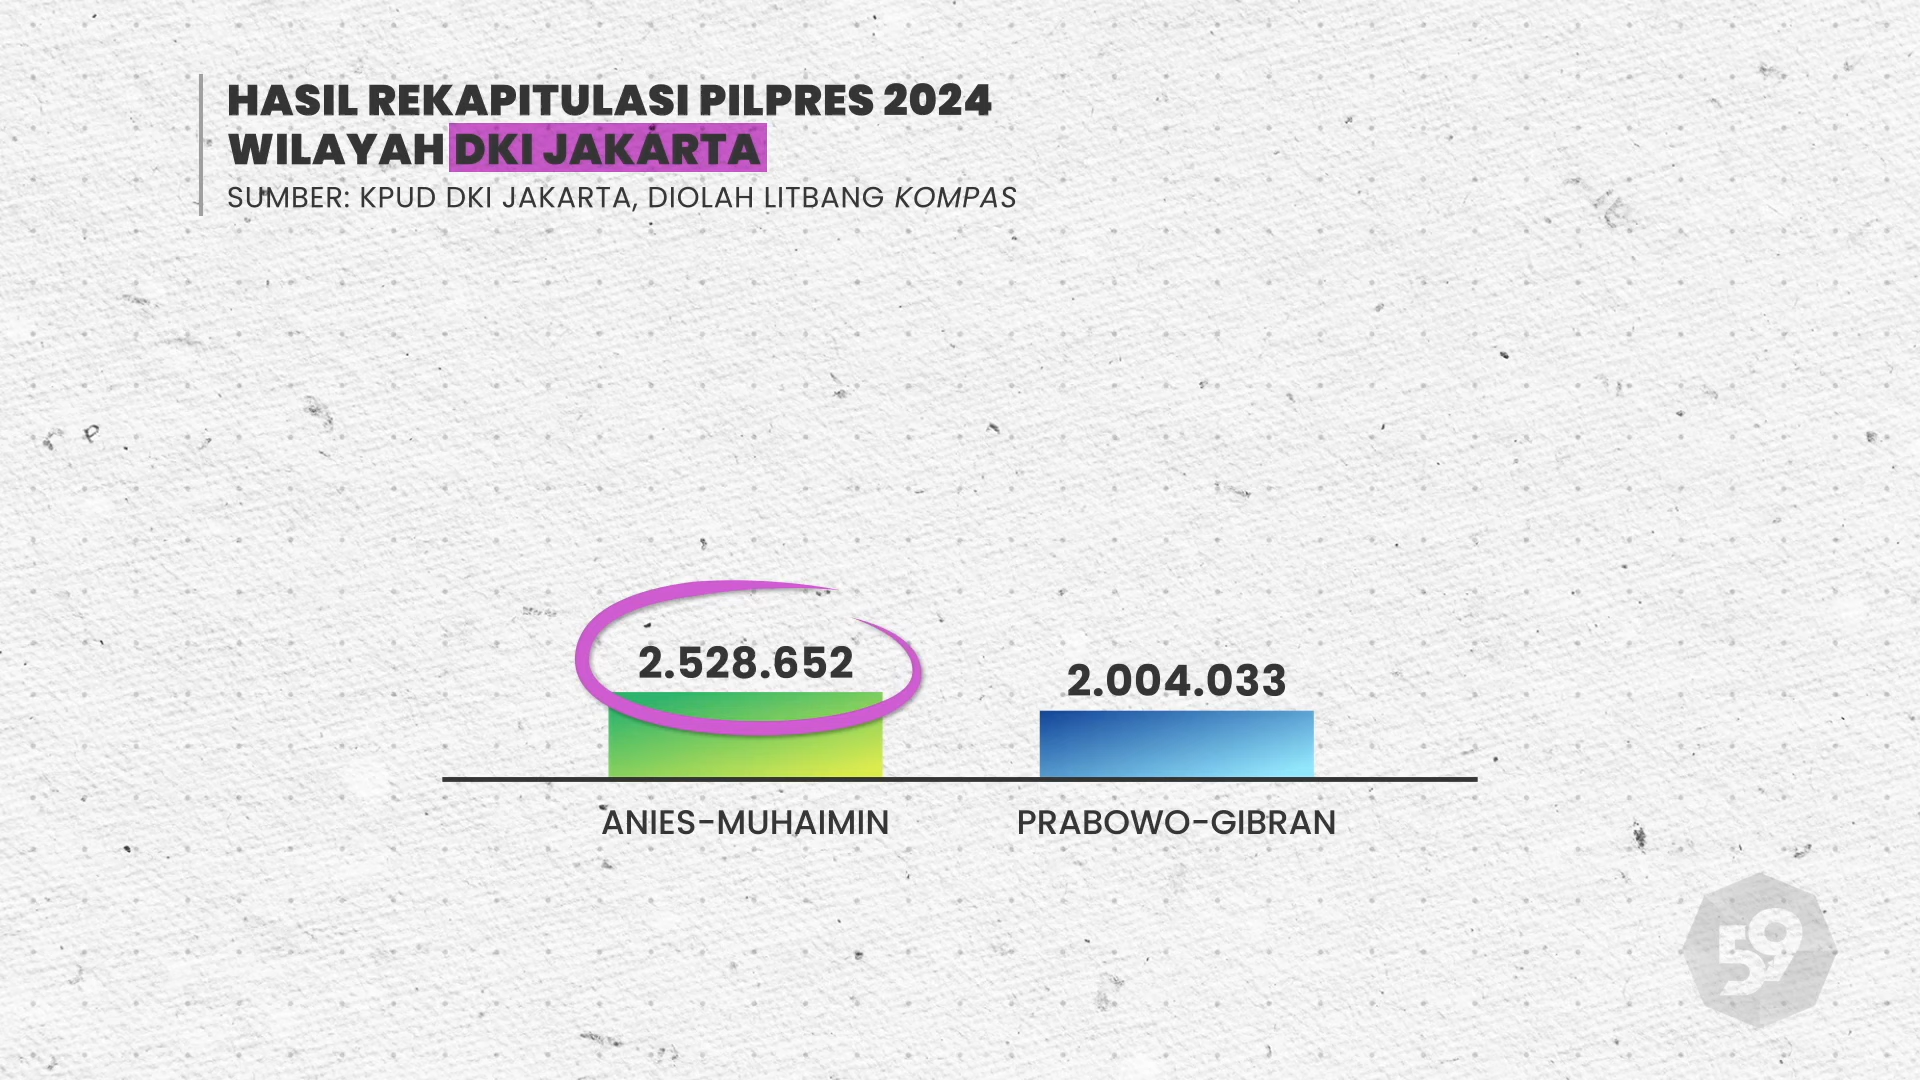 HASIL REKAPITULASI PILPRES 2024
WILAYAH DKI JAKARTA
SUMBER: KPUD DKI JAKARTA, DIOLAH LITBANG KOMPAS
2.528.652
2.004.033
ANIES-MUHAIMIN
PRABOWO-GIBRAN
59